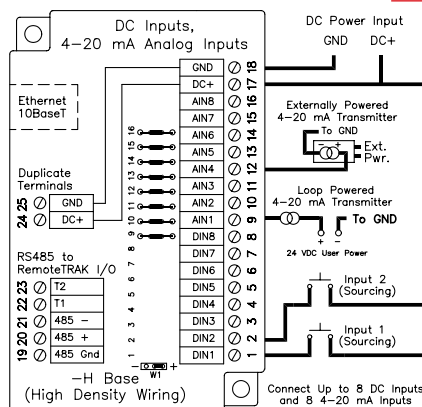 DC Inputs,
4-20 mA Analog Inputs
DC Power Input
GND DC+
GND 18
DC+ 17
AIN8 16
AIN7 15
16 AIN6 14
15 AIN5 13
14 AIN4 12
13 AIN3 11
12 AIN2 10
11 AIN1 9
10 DIN8 8
9 DIN7 7
8 DIN6 6
7 DIN5 5
6 DIN4 4
5 DIN3 3
4 DIN2 2
3 DIN1 1
2
1
Ethernet
10BaseT
Duplicate
Terminals
25 GND
24 DC+
RS485 to
RemoteTRAK I/O
23 T2
22 T1
21 485 -
20 485 +
19 485 Gnd
- +
W1
-H Base
(High Density Wiring)
Externally Powered
4-20 mA Transmitter
To GND
- +
Ext.
Pwr.
Loop Powered
4-20 mA Transmitter
To GND
+ -
24 VDC User Power
Input 2
(Sourcing)
Input 1
(Sourcing)
Connect Up to 8 DC Inputs
and 8 4-20 mA Inputs